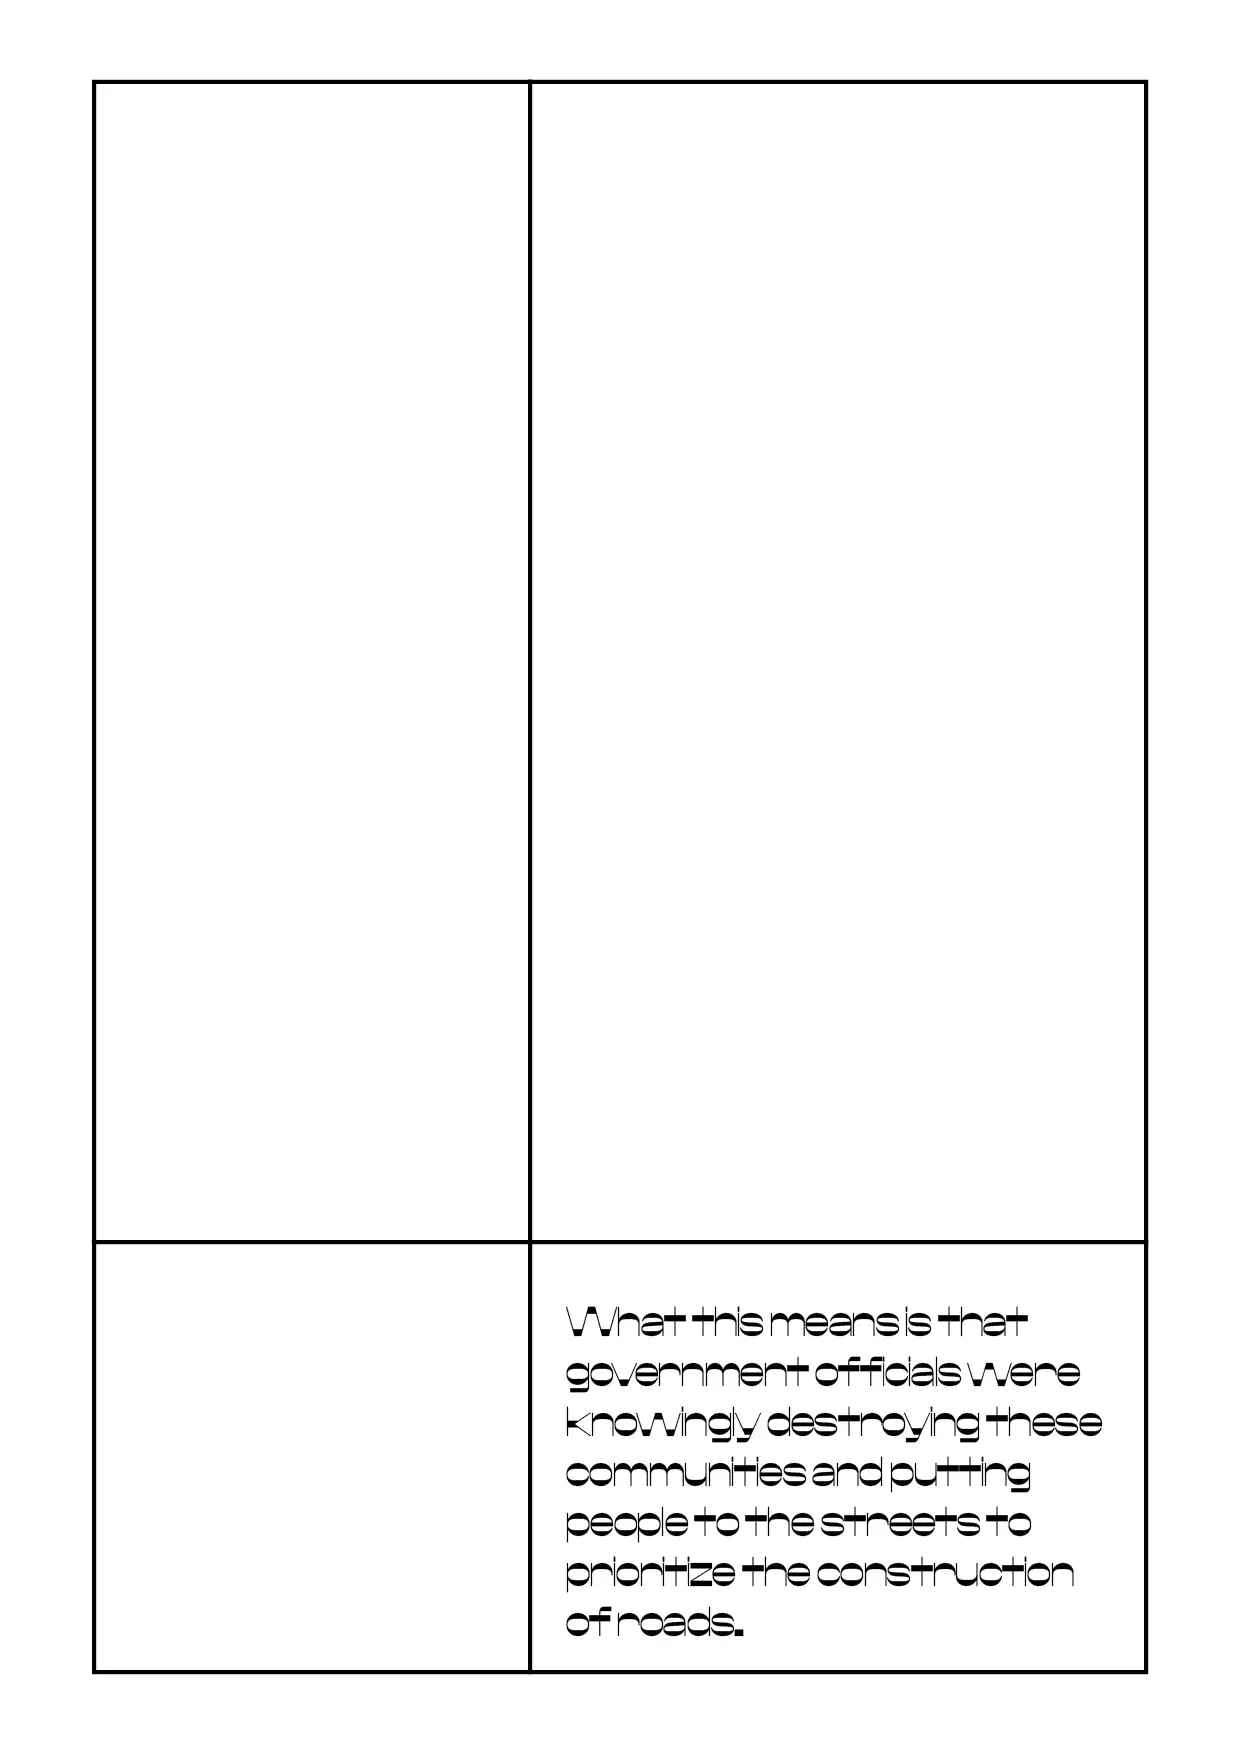 What this means is that
government officials were
knowingly destroying these
communities and putting
people to the streets to
prioritize the construction
of roads.